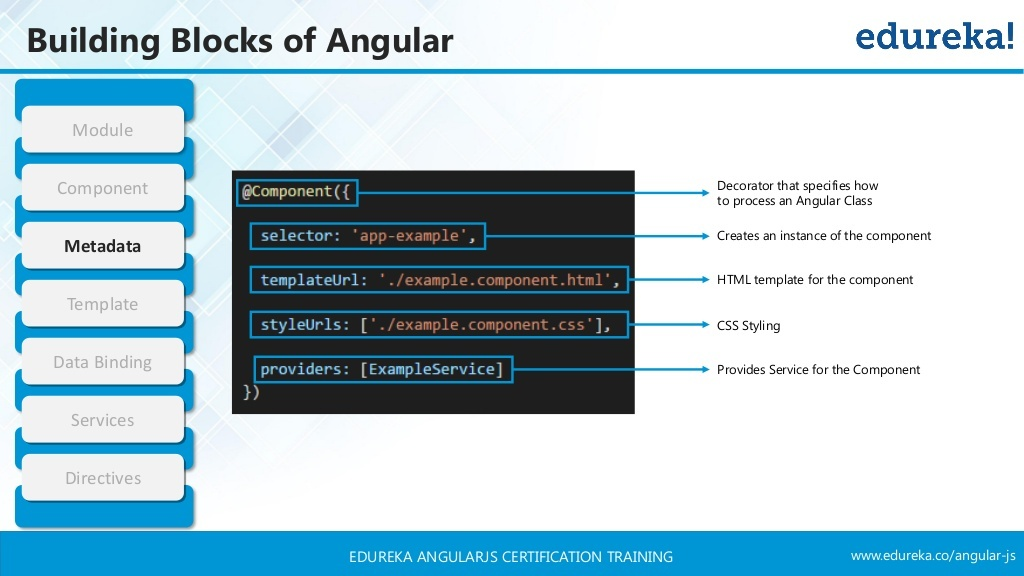 Building Blocks of Angular
edureka!
Module
Component
Metadata
Template
Data Binding
Services
Directives
@Component({
selector: 'app-example',
templateUrl: './example.component.html',
styleUrls: ['./example.component.css'],
providers: [ExampleService]
})
Decorator that specifies how
to process an Angular Class
Creates an instance of the component
HTML template for the component
CSS Styling
Provides Service for the Component
EDUREKA ANGULARJS CERTIFICATION TRAINING
www.edureka.co/angular-js